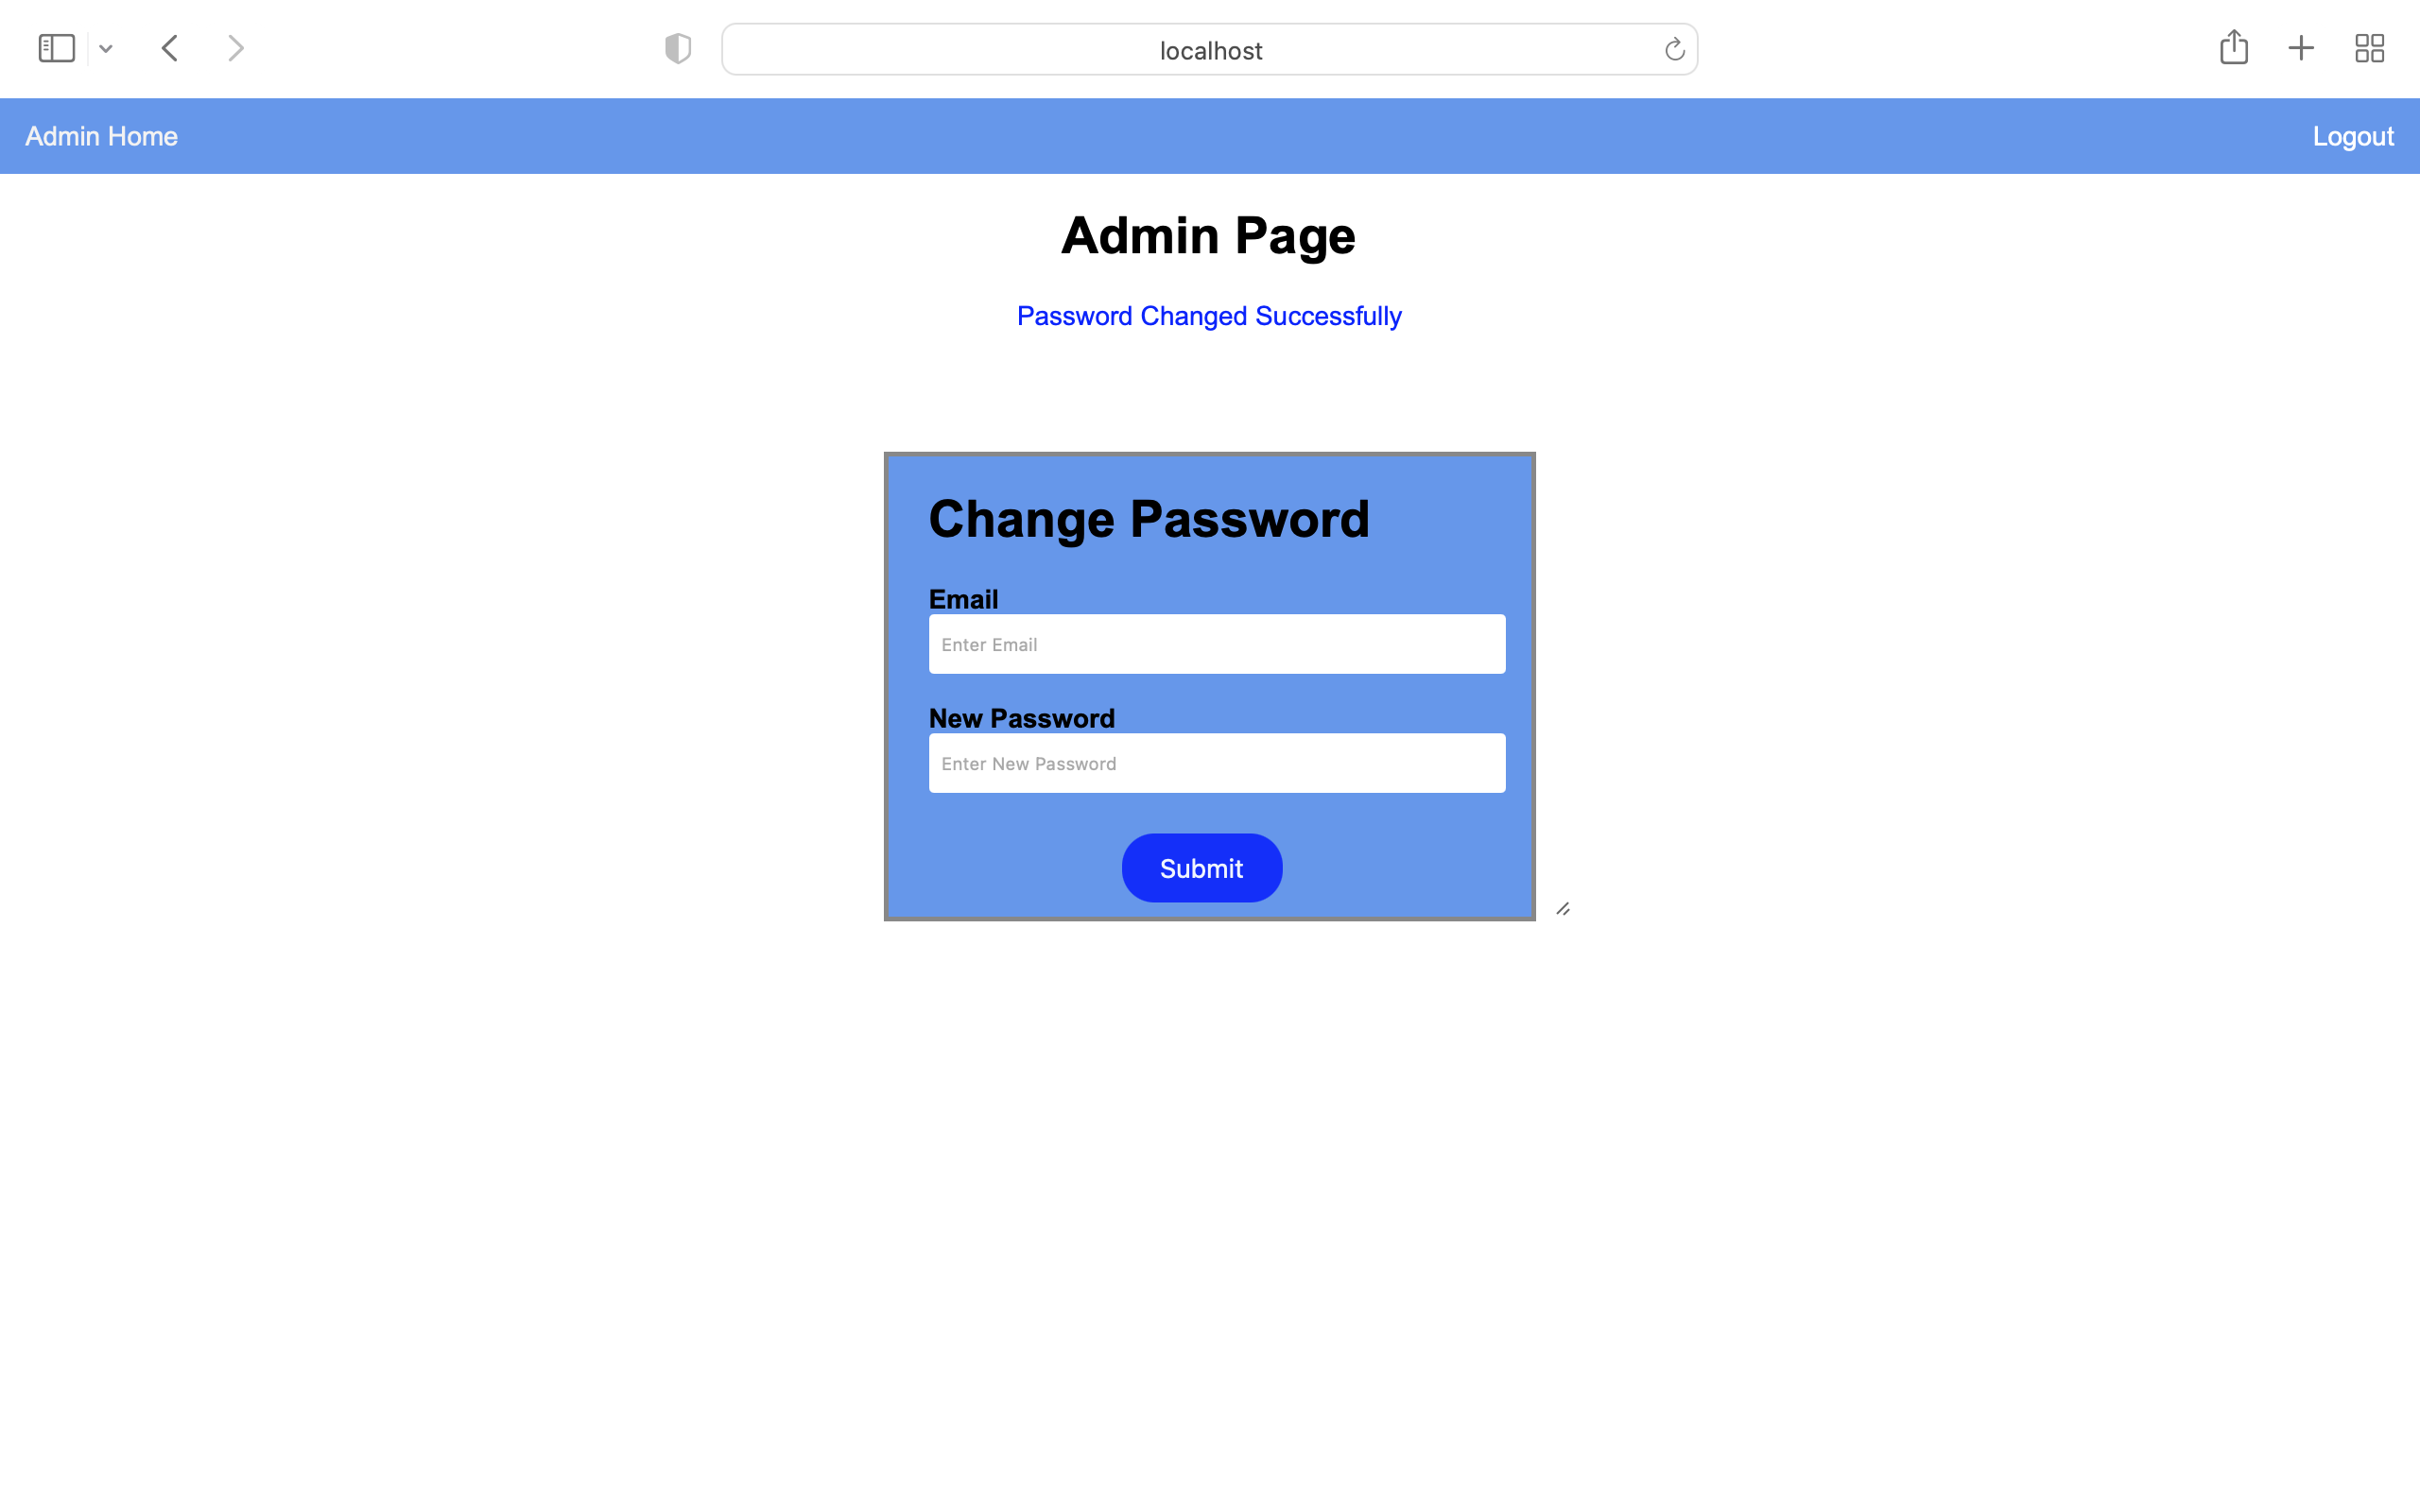 localhost
Admin Home
Logout
Admin Page
Password Changed Successfully
Change Password
Email
Enter Email
New Password
Enter New Password
Submit